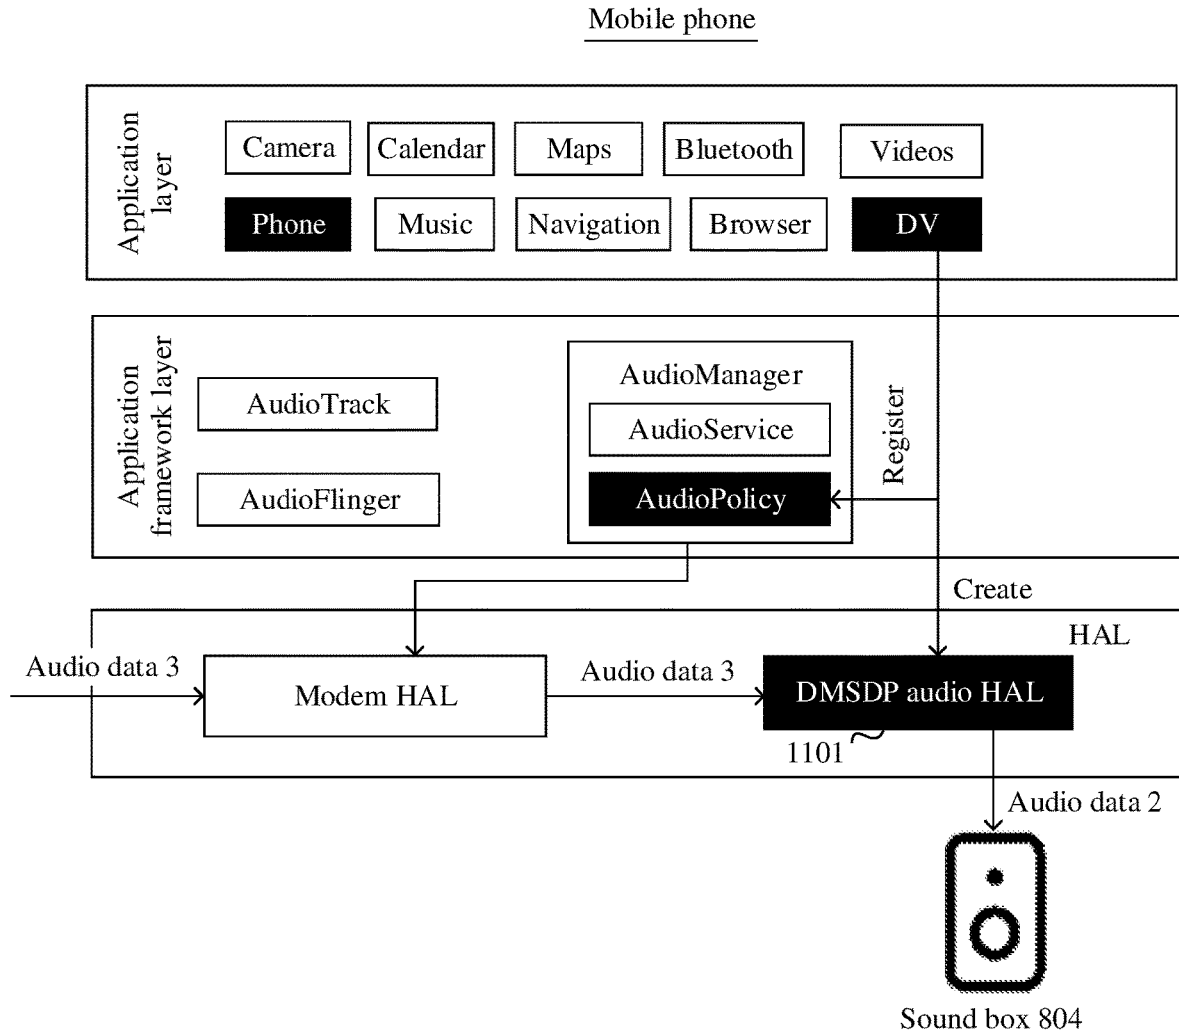 Mobile phone
Application
layer
Camera
Calendar
Maps
Bluetooth
Videos
Phone
Music
Navigation
Browser
DV
Application
framework layer
AudioTrack
AudioFlinger
AudioManager
AudioService
AudioPolicy
Register
Create
HAL
Audio data 3
Modem HAL
Audio data 3
DMSDP audio HAL
1101
Audio data 2
Sound box 804